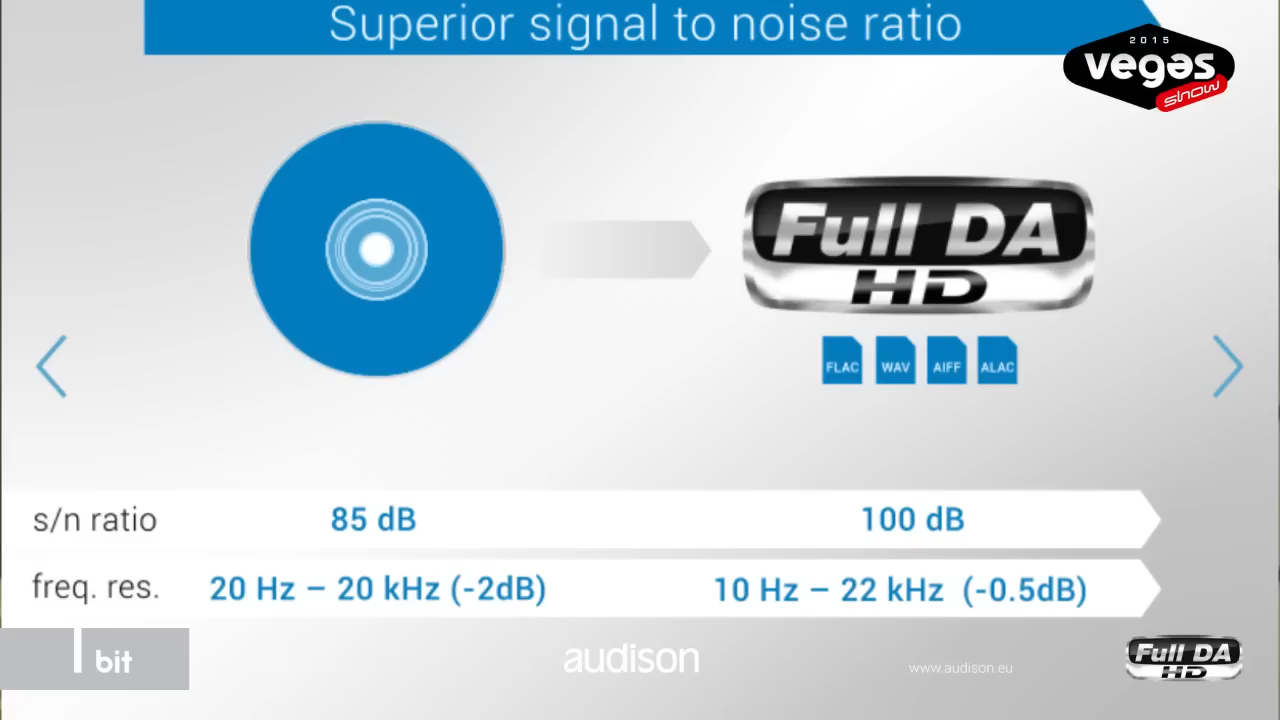 Superior signal to noise ratio
2015
vegas
show
Full DA
HD
FLAC WAV AIFF ALAC
s/n ratio 85 dB 100 dB
freq. res. 20 Hz – 20 kHz (-2dB) 10 Hz – 22 kHz (-0.5dB)
bit
audison
www.audison.eu
Full DA
HD